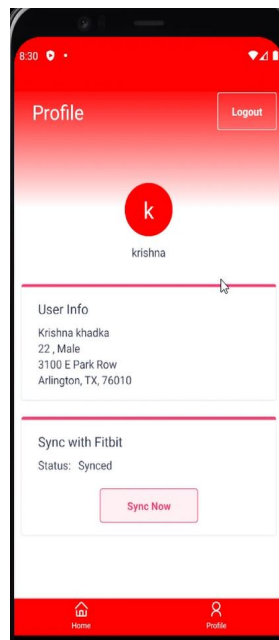 8:30
Profile
Logout
k
krishna
User Info
Krishna khadka
22 , Male
3100 E Park Row
Arlington, TX, 76010
Sync with Fitbit
Status: Synced
Sync Now
Home
Profile